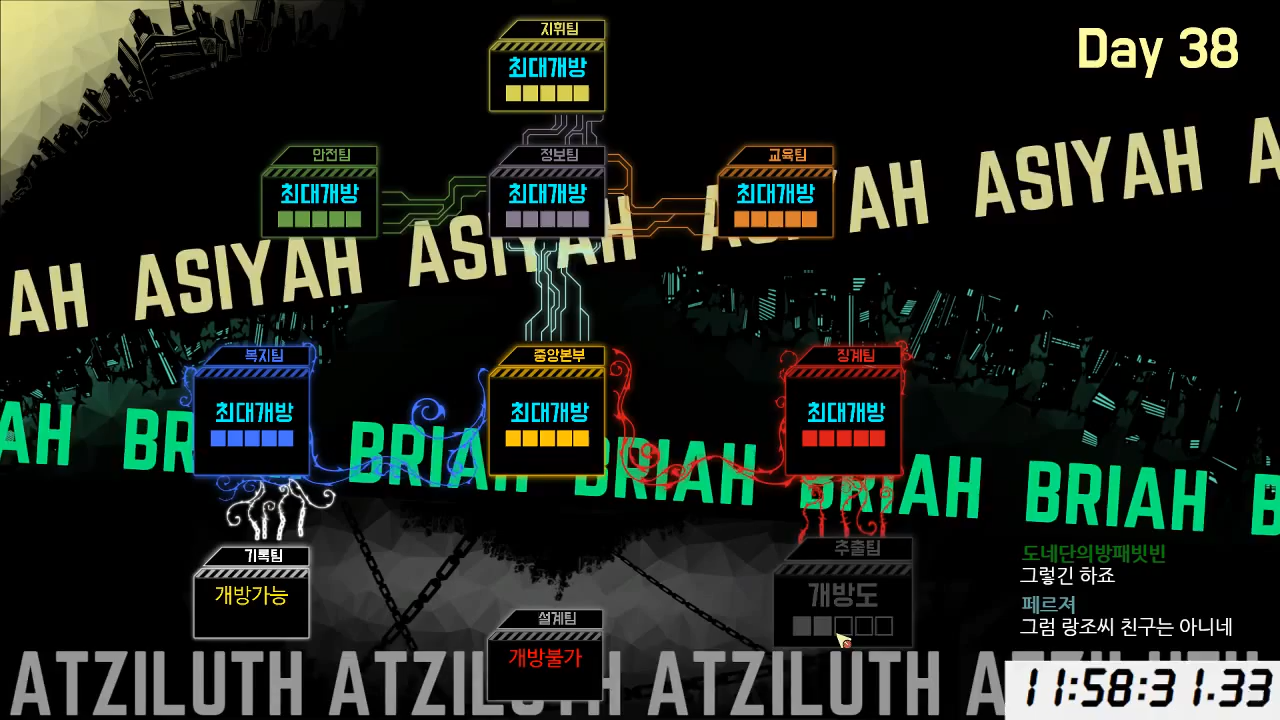 지휘팀
최대개방
Day 38
안전팀
최대개방
정보팀
최대개방
교육팀
최대개방
AH ASIYAH ASIYAH AH ASIYAH A
복지팀
최대개방
중앙본부
최대개방
징계팀
최대개방
AH BR BRIAH BRIAH BRIAH BRIAH B
기록팀
개방가능
설계팀
개방불가
추출팀
개방도
도네단의방패빗빈
그렇긴 하죠
페르져
그럼 랑조씨 친구는 아니네
ATZILUTH ATZIL H ATZILUTH A
11:58:31.33